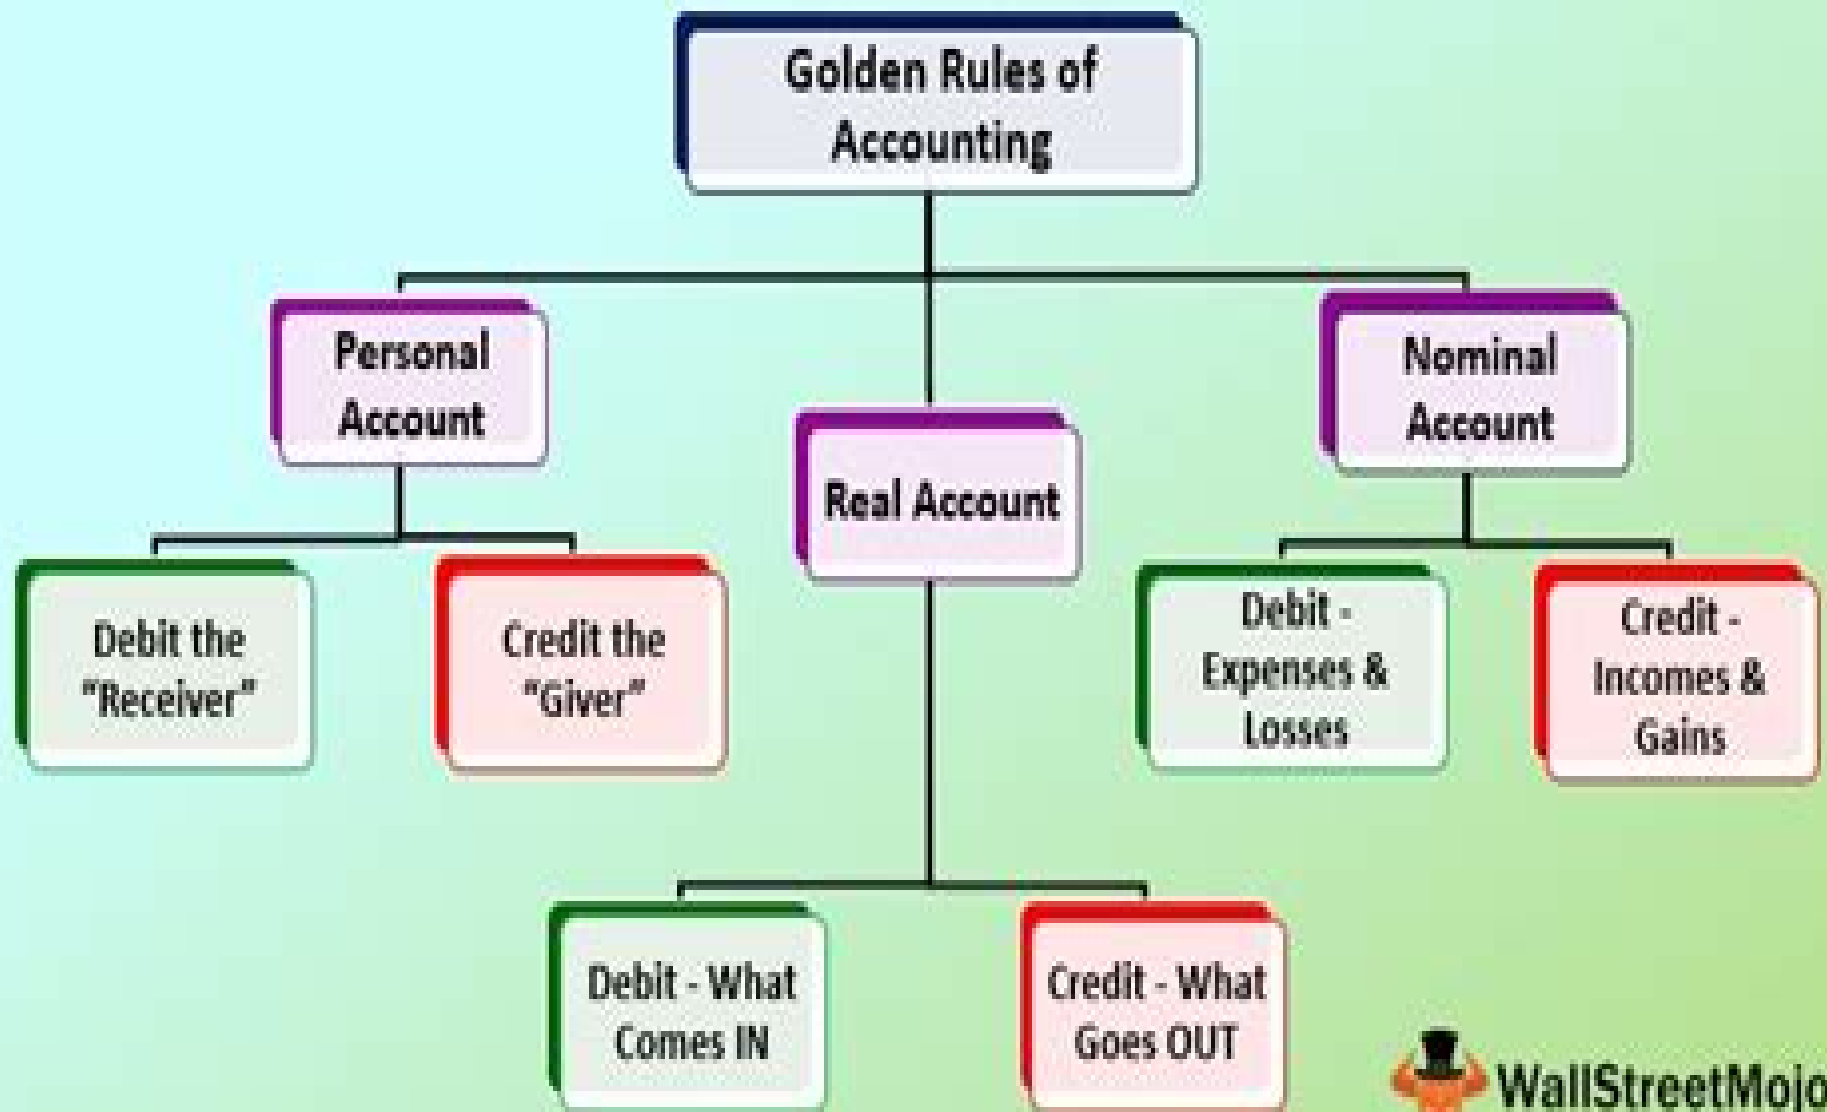 Golden Rules of
Accounting
Personal
Account
Nominal
Account
Real Account
Debit the
“Receiver”
Credit the
“Giver”
Debit -
Expenses &
Losses
Credit -
Incomes &
Gains
Debit - What
Comes IN
Credit - What
Goes OUT
WallStreetMojo